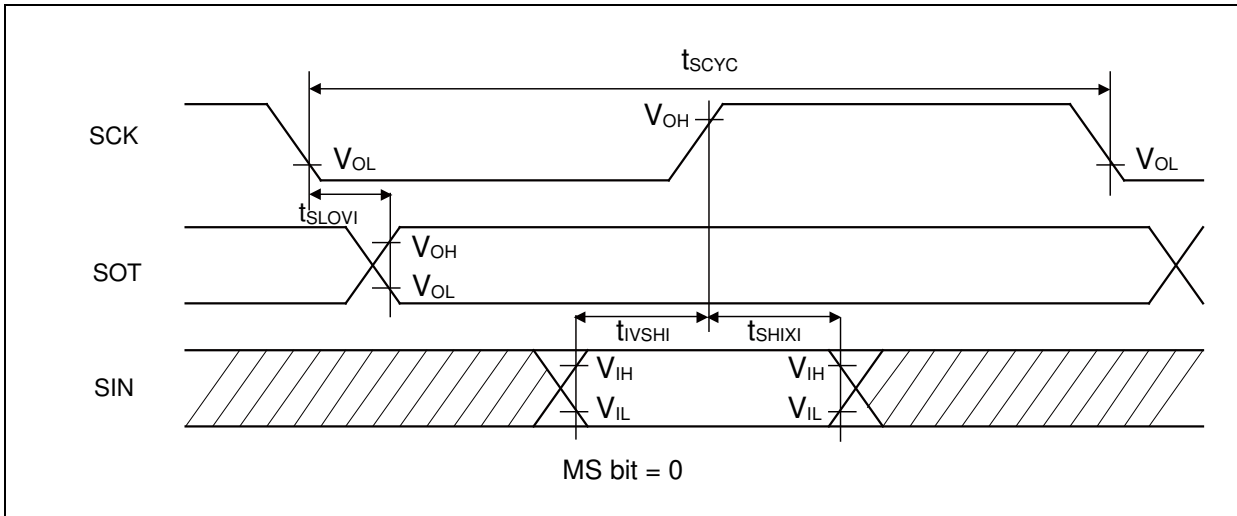 tSCYC
SCK
VOH
VOL
VOL
tSLOVI
SOT
VOH
VOL
tIVSHI
tSHIXI
SIN
VIH
VIH
VIL
VIL
MS bit = 0